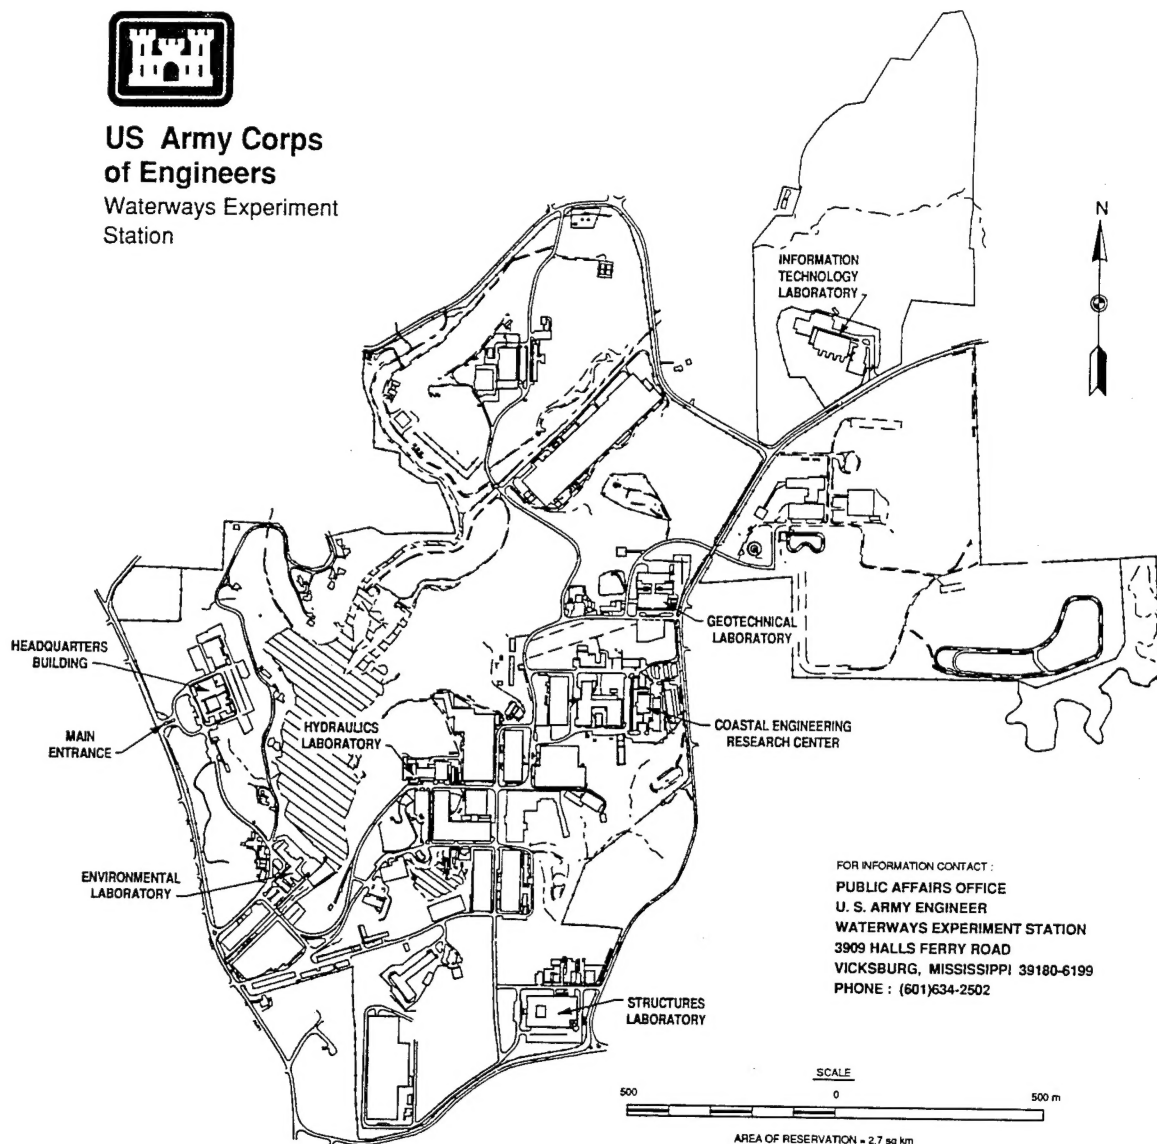 US Army Corps
of Engineers
Waterways Experiment
Station
N
INFORMATION
TECHNOLOGY
LABORATORY
GEOTECHNICAL
LABORATORY
HEADQUARTERS
BUILDING
MAIN
ENTRANCE
HYDRAULICS
LABORATORY
COASTAL ENGINEERING
RESEARCH CENTER
ENVIRONMENTAL
LABORATORY
STRUCTURES
LABORATORY
FOR INFORMATION CONTACT :
PUBLIC AFFAIRS OFFICE
U. S. ARMY ENGINEER
WATERWAYS EXPERIMENT STATION
3909 HALLS FERRY ROAD
VICKSBURG, MISSISSIPPI 39180-6199
PHONE : (601)634-2502
SCALE
500 0 500 m
AREA OF RESERVATION = 2.7 sq km